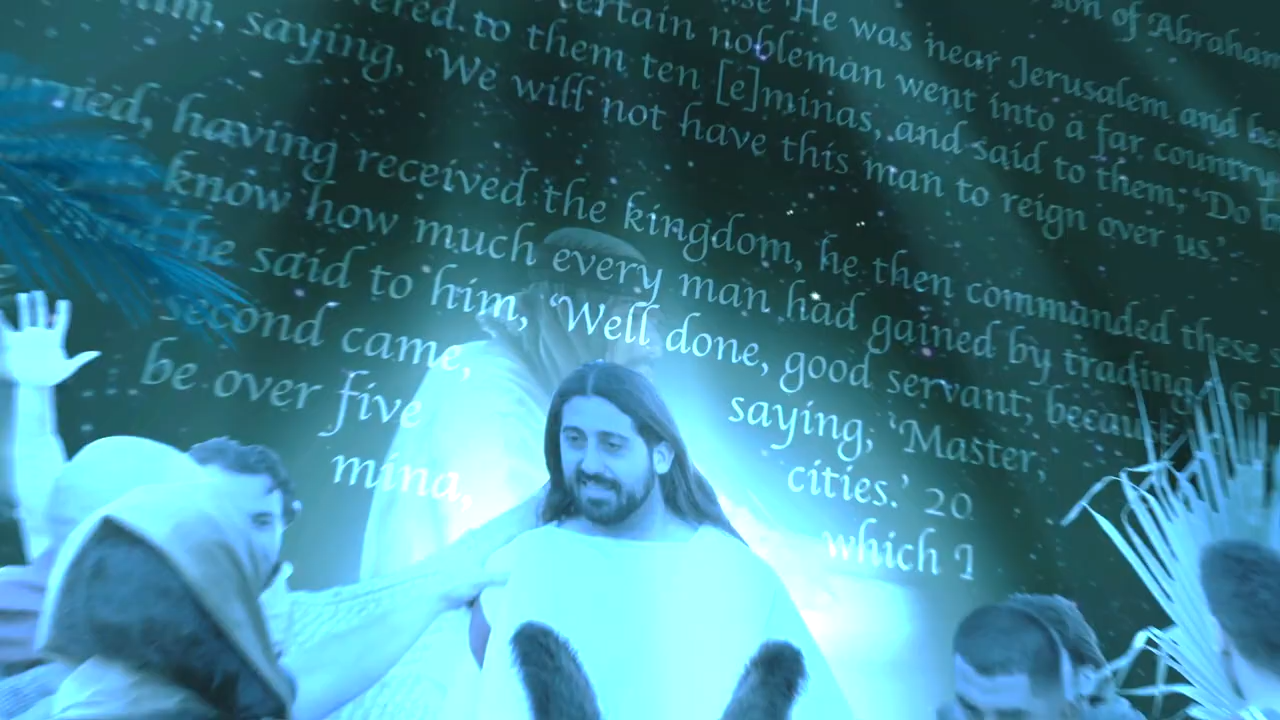 son of Abraham
He was near Jerusalem and be
certain nobleman went into a far country
ered to them ten [e]minas, and said to them, 'Do
him, saying, 'We will not have this man to reign over us.'
urned, having received the kingdom, he then commanded these s
know how much every man had gained by trading. 16 T
he said to him, 'Well done, good servant; because
second came, saying, 'Master,
be over five cities.' 20
mina, which I